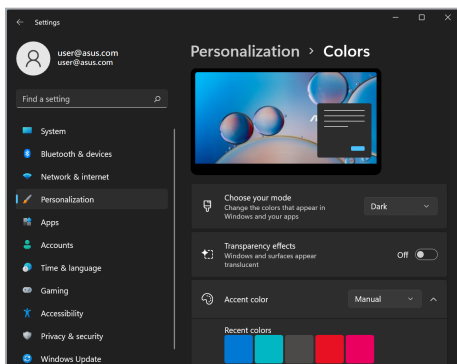 Settings
user@asus.com
user@asus.com
Find a setting
System
Bluetooth & devices
Network & internet
Personalization
Apps
Accounts
Time & language
Gaming
Accessibility
Privacy & security
Windows Update
Personalization > Colors
Choose your mode
Change the colors that appear in
Windows and your apps
Dark
Transparency effects
Windows and surfaces appear
translucent
Off
Accent color
Manual
Recent colors